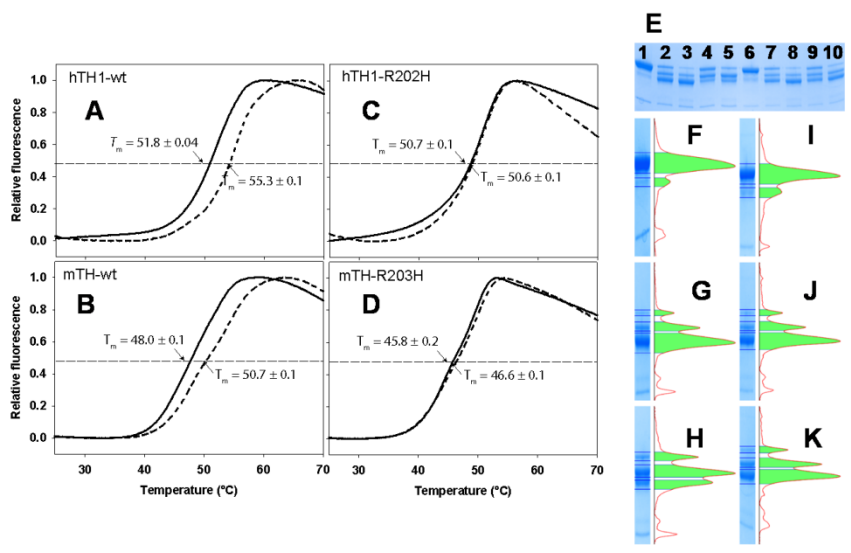 E
1 2 3 4 5 6 7 8 9 10
hTH1-wt
A
Tm = 51.8 ± 0.04
Tm = 55.3 ± 0.1
hTH1-R202H
C
Tm = 50.7 ± 0.1
Tm = 50.6 ± 0.1
Relative fluorescence
1.0
0.8
0.6
0.4
0.2
0.0
F
I
mTH-wt
B
Tm = 48.0 ± 0.1
Tm = 50.7 ± 0.1
mTH-R203H
D
Tm = 45.8 ± 0.2
Tm = 46.6 ± 0.1
Relative fluorescence
1.0
0.8
0.6
0.4
0.2
0.0
30 40 50 60 70
30 40 50 60 70
Temperature (°C)
Temperature (°C)
G
J
H
K